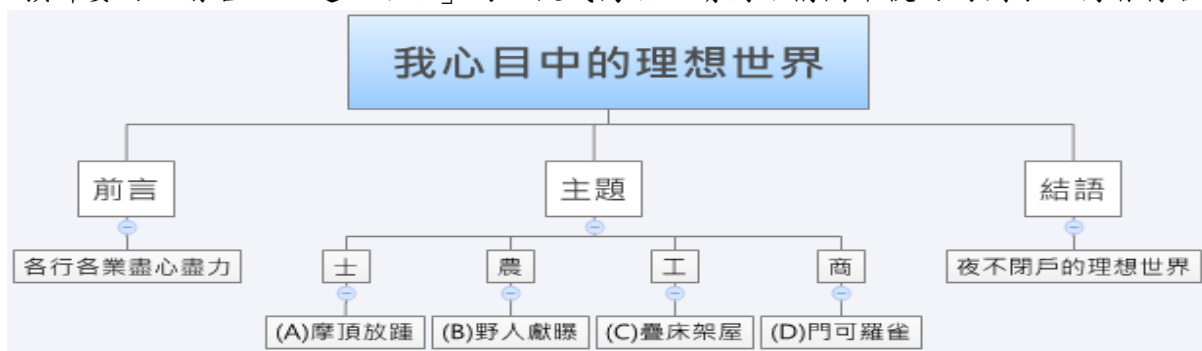 我心目中的理想世界
前言
主題
結語
各行各業盡心盡力
士
農
工
商
夜不閉戶的理想世界
(A)摩頂放踵
(B)野人獻曝
(C)疊床架屋
(D)門可羅雀